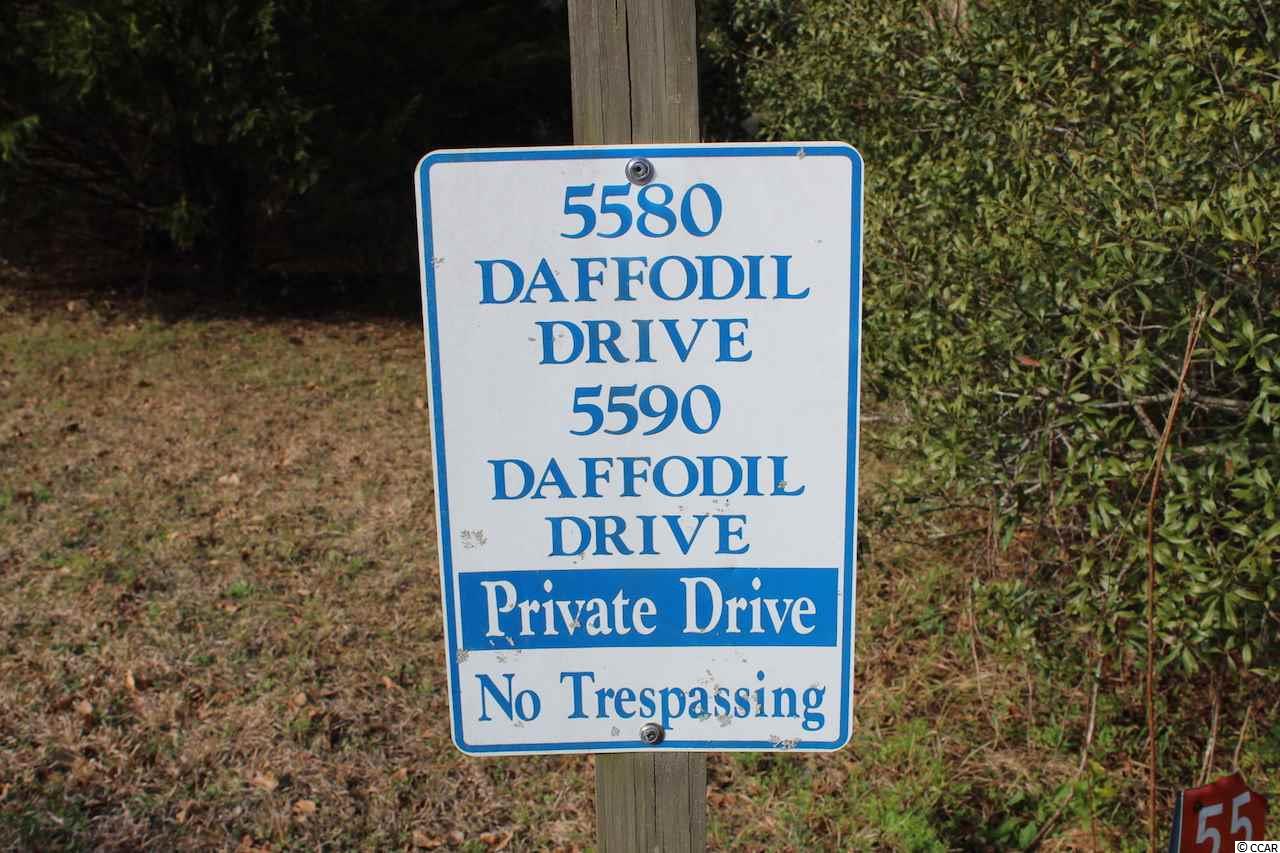 5580
DAFFODIL
DRIVE
5590
DAFFODIL
DRIVE
Private Drive
No Trespassing
55
© CCAR